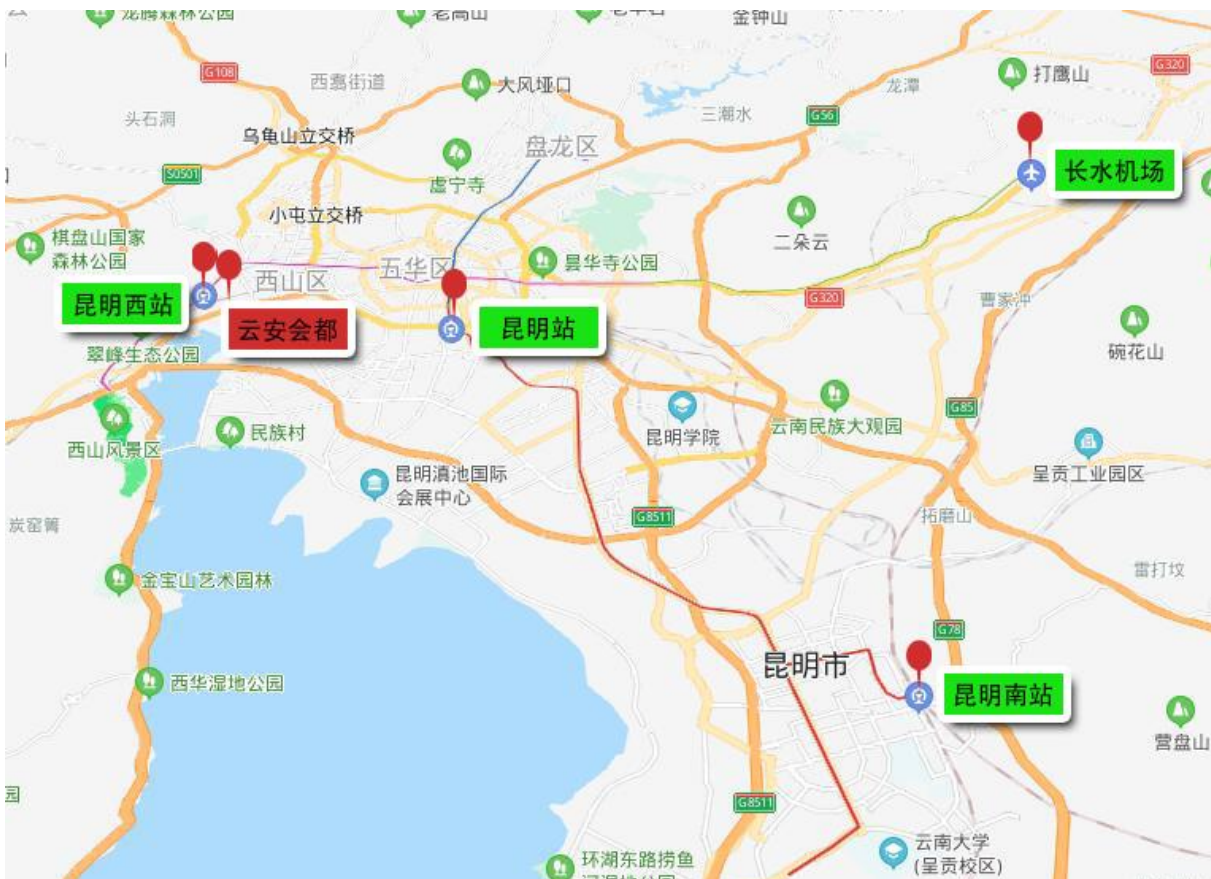 龙腾森林公园
老高山
金钟山
G108
西翥街道
大风垭口
龙潭
打鹰山
G320
头石洞
三潮水
G56
乌龟山立交桥
盘龙区
虚宁寺
S0501
长水机场
小屯立交桥
二朵云
棋盘山国家
森林公园
昙华寺公园
五华区
西山区
昆明西站
云安会都
昆明站
G320
曹家冲
碗花山
翠峰生态公园
G85
民族村
西山风景区
昆明学院
云南民族大观园
昆明滇池国际
会展中心
呈贡工业园区
炭窑箐
G8511
拓磨山
金宝山艺术园林
雷打坟
G78
昆明市
西华湿地公园
昆明南站
营盘山
园
G8511
云南大学
(呈贡校区)
环湖东路捞鱼